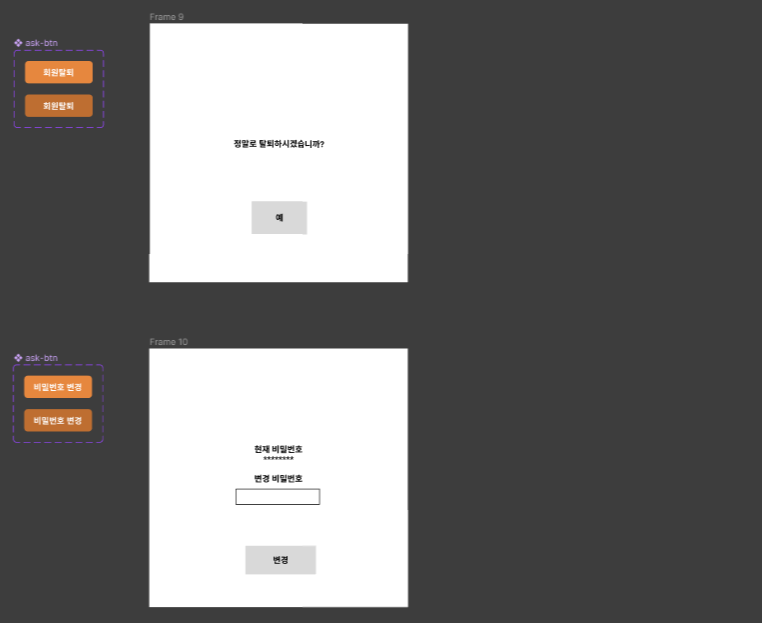 Frame 9
ask-btn
회원탈퇴
회원탈퇴
정말로 탈퇴하시겠습니까?
예
Frame 10
ask-btn
비밀번호 변경
비밀번호 변경
현재 비밀번호
********
변경 비밀번호
변경